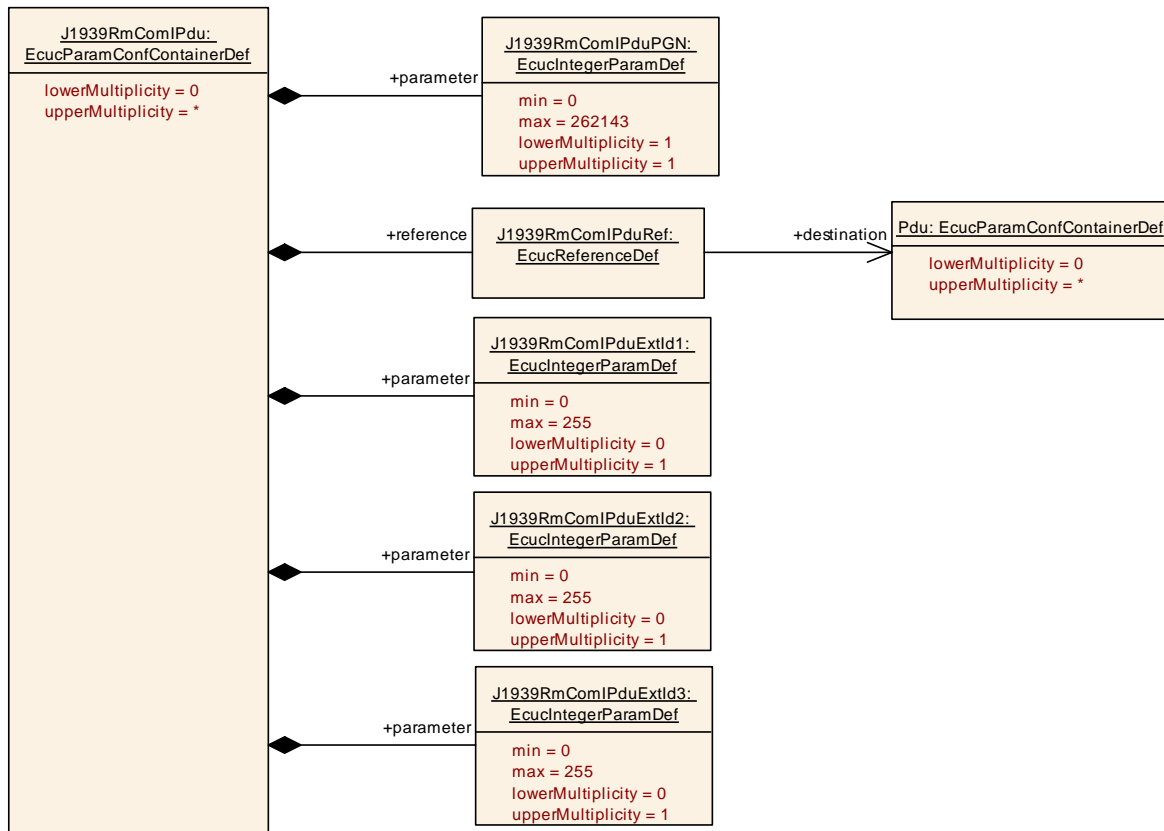 J1939RmComIPdu:
EcucParamConfContainerDef
lowerMultiplicity = 0
upperMultiplicity = *
+parameter
J1939RmComIPduPGN:
EcucIntegerParamDef
min = 0
max = 262143
lowerMultiplicity = 1
upperMultiplicity = 1
+reference
J1939RmComIPduRef:
EcucReferenceDef
+destination
Pdu: EcucParamConfContainerDef
lowerMultiplicity = 0
upperMultiplicity = *
+parameter
J1939RmComIPduExtId1:
EcucIntegerParamDef
min = 0
max = 255
lowerMultiplicity = 0
upperMultiplicity = 1
+parameter
J1939RmComIPduExtId2:
EcucIntegerParamDef
min = 0
max = 255
lowerMultiplicity = 0
upperMultiplicity = 1
+parameter
J1939RmComIPduExtId3:
EcucIntegerParamDef
min = 0
max = 255
lowerMultiplicity = 0
upperMultiplicity = 1